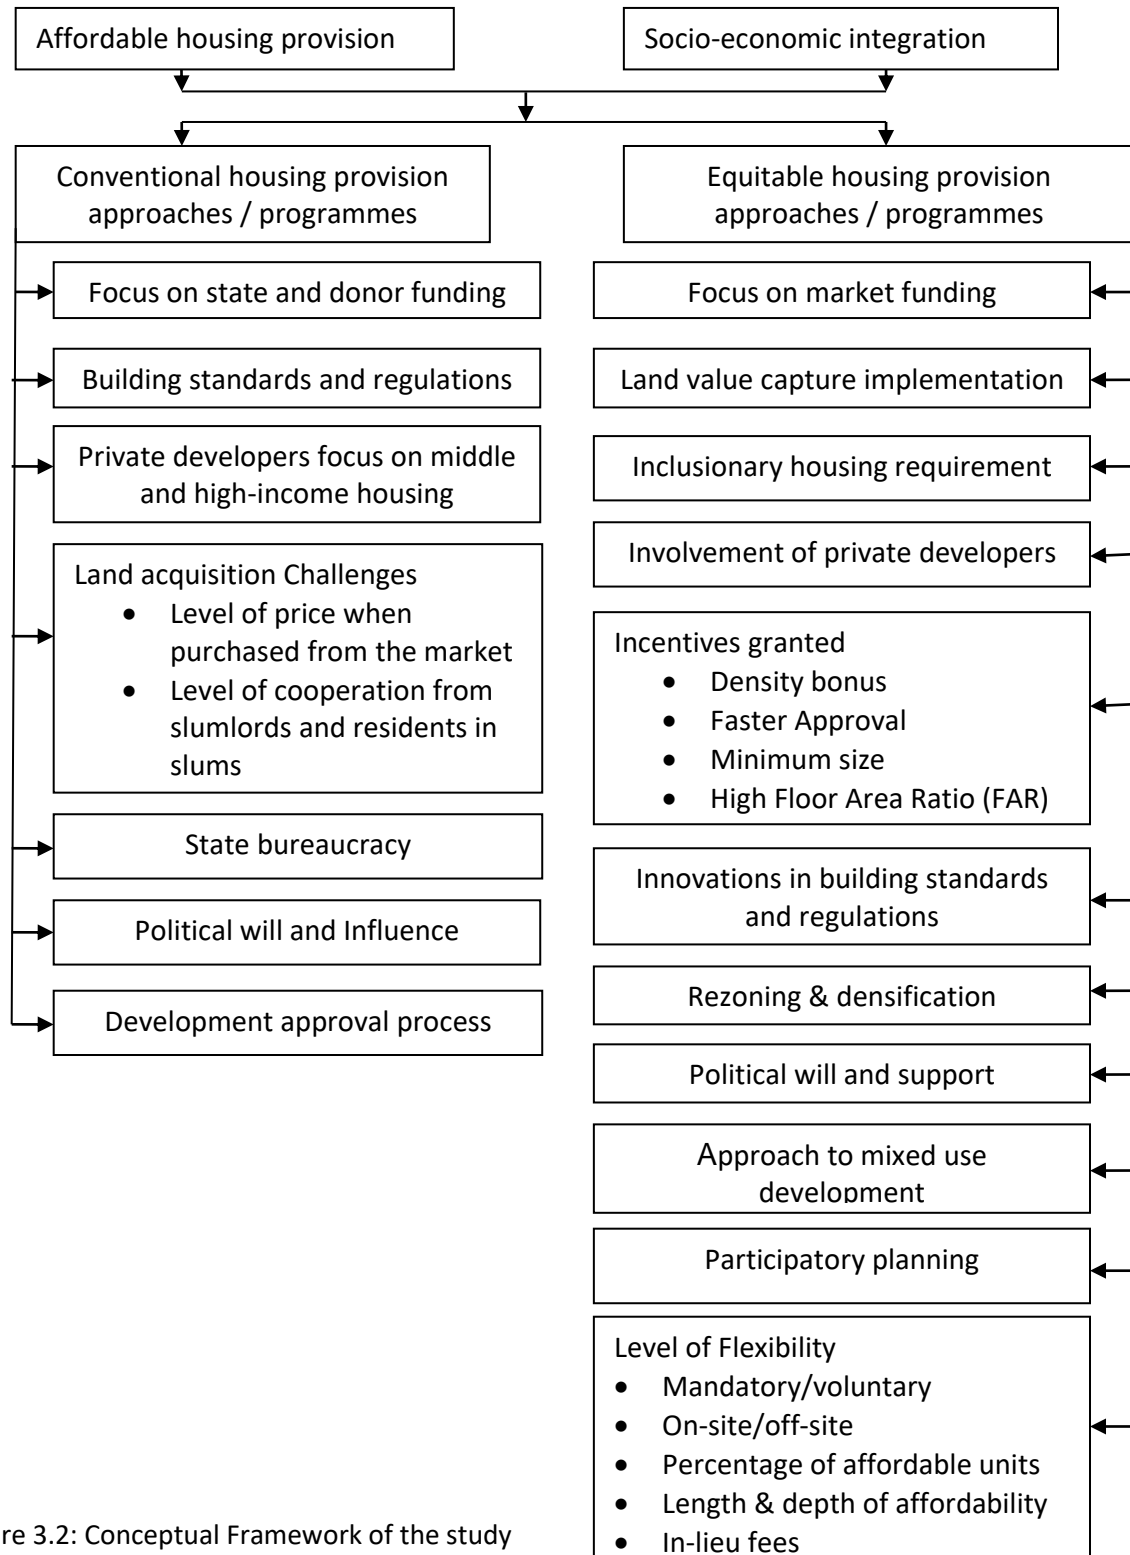 Affordable housing provision
Socio-economic integration
Conventional housing provision
approaches / programmes
Equitable housing provision
approaches / programmes
Focus on state and donor funding
Building standards and regulations
Private developers focus on middle
and high-income housing
Land acquisition Challenges
• Level of price when
purchased from the market
• Level of cooperation from
slumlords and residents in
slums
State bureaucracy
Political will and Influence
Development approval process
Focus on market funding
Land value capture implementation
Inclusionary housing requirement
Involvement of private developers
Incentives granted
• Density bonus
• Faster Approval
• Minimum size
• High Floor Area Ratio (FAR)
Innovations in building standards
and regulations
Rezoning & densification
Political will and support
Approach to mixed use
development
Participatory planning
Level of Flexibility
• Mandatory/voluntary
• On-site/off-site
• Percentage of affordable units
• Length & depth of affordability
• In-lieu fees
re 3.2: Conceptual Framework of the study